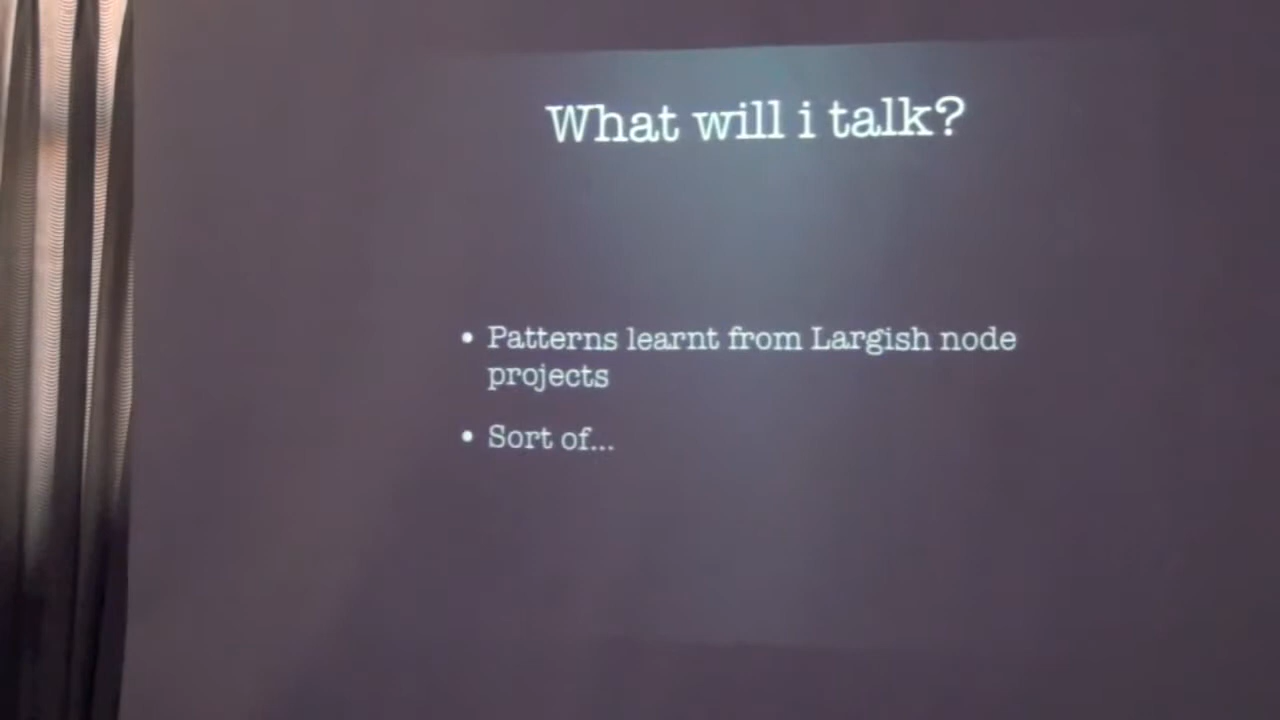 What will i talk?
• Patterns learnt from Largish node
projects
• Sort of...